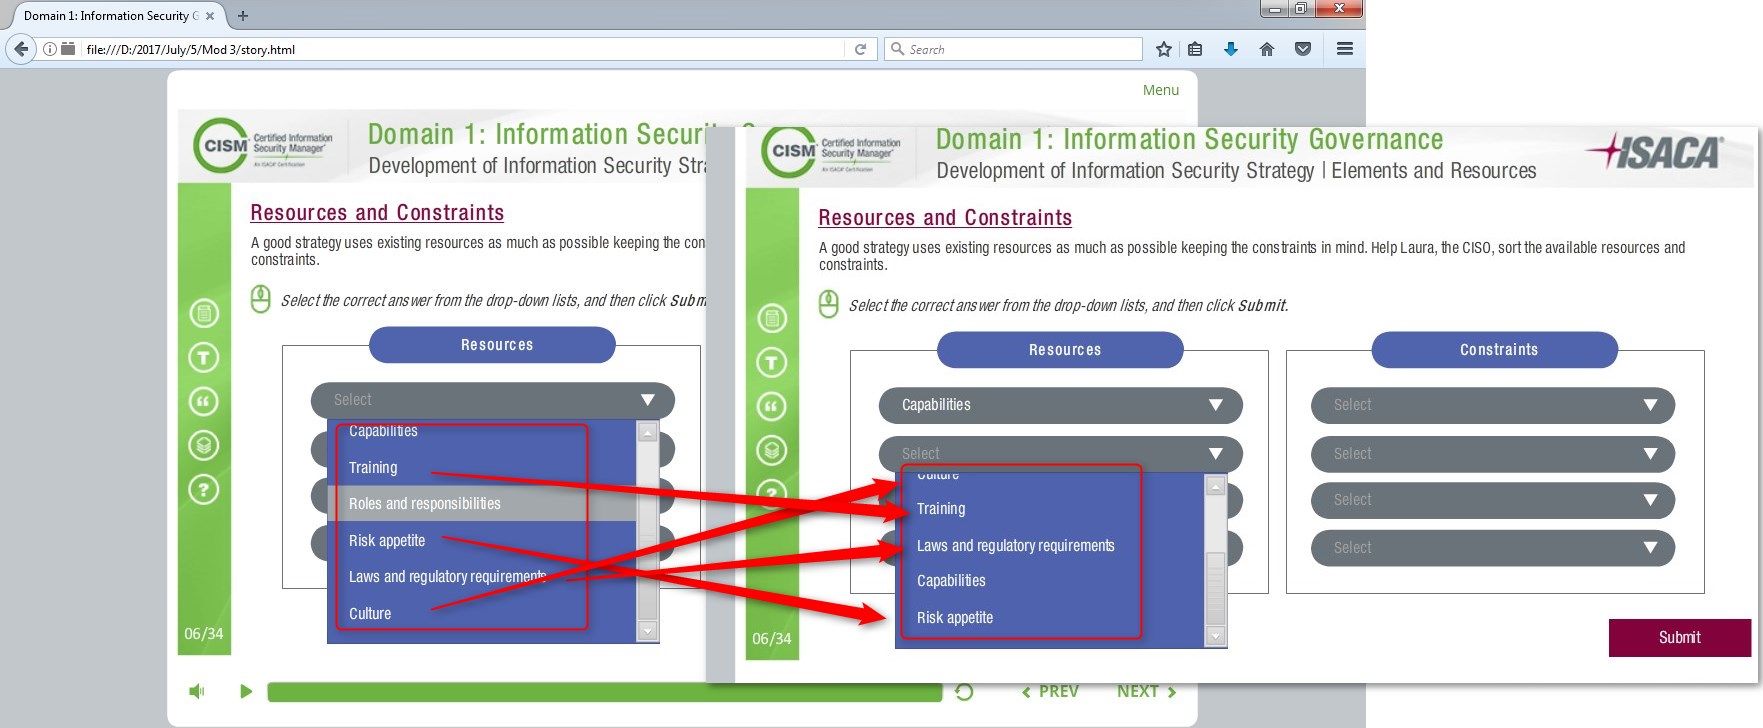 Domain 1: Information Security G
file:///D:/2017/July/5/Mod 3/story.html
Search
Menu
CISM
Certified Information
Security Manager
An ISACA Certification
Domain 1: Information Security
Development of Information Security Stra
Resources and Constraints
A good strategy uses existing resources as much as possible keeping the con
constraints.
Select the correct answer from the drop-down lists, and then click Subm
Resources
Select
Capabilities
Training
Roles and responsibilities
Risk appetite
Laws and regulatory requirements
Culture
T
?
06/34
PREV
NEXT
CISM
Certified Information
Security Manager
An ISACA Certification
Domain 1: Information Security Governance
Development of Information Security Strategy | Elements and Resources
ISACA®
Resources and Constraints
A good strategy uses existing resources as much as possible keeping the constraints in mind. Help Laura, the CISO, sort the available resources and
constraints.
Select the correct answer from the drop-down lists, and then click Submit.
Resources
Capabilities
Select
Culture
Training
Laws and regulatory requirements
Capabilities
Risk appetite
Constraints
Select
Select
Select
Select
T
?
06/34
Submit